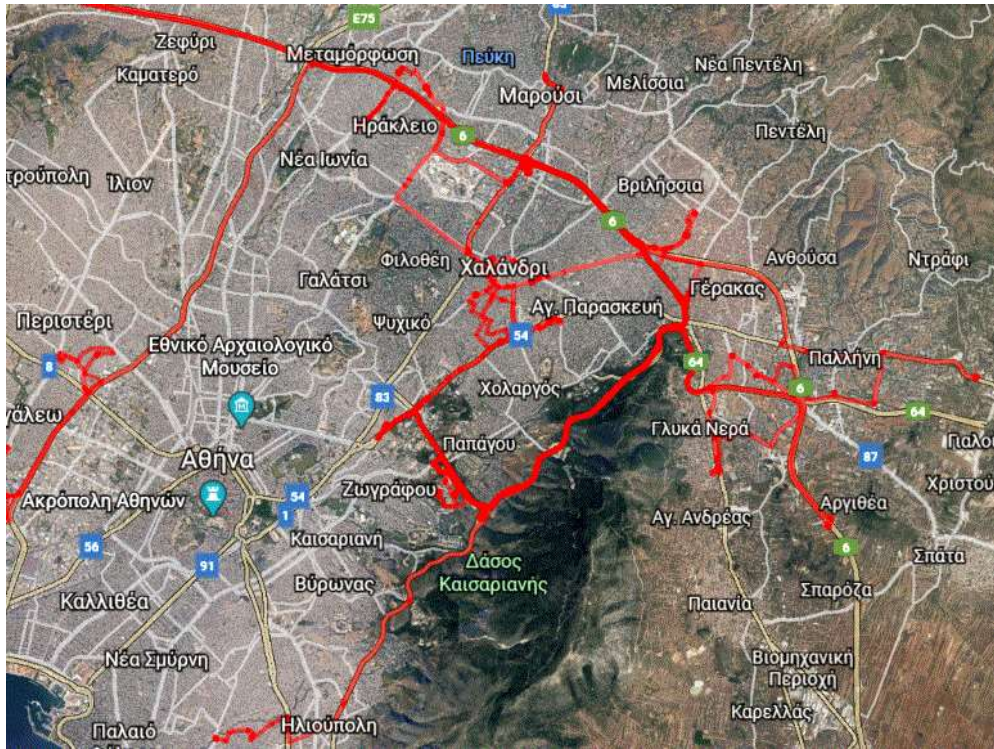 E75
Ζεφύρι
Μεταμόρφωση
Πεύκη
Νέα Πεντέλη
Καματερό
Μελίσσια
Μαρούσι
Ηράκλειο
6
Πεντέλη
Νέα Ιωνία
τρούπολη
Ίλιον
Βριλήσσια
6
Φιλοθέη
Χαλάνδρι
Ανθούσα
Ντράφι
Γαλάτσι
Γέρακας
Αγ. Παρασκευή
Περιστέρι
Ψυχικό
54
Εθνικό Αρχαιολογικό
Μουσείο
8
64
Παλλήνη
Χολαργός
6
83
64
γάλεω
Γλυκά Νερά
Παπάγου
Αθήνα
87
Γιαλού
Ζωγράφου
Χριστού
Ακρόπολη Αθηνών
54
1
Αργιθέα
Αγ. Ανδρέας
Καισαριανή
56
6
Σπάτα
91
Δάσος
Καισαριανής
Βύρωνας
Σπαρόζα
Καλλιθέα
Παιανία
Νέα Σμύρνη
Βιομηχανική
Περιοχή
Καρελλάς
Ηλιούπολη
Παλαιό